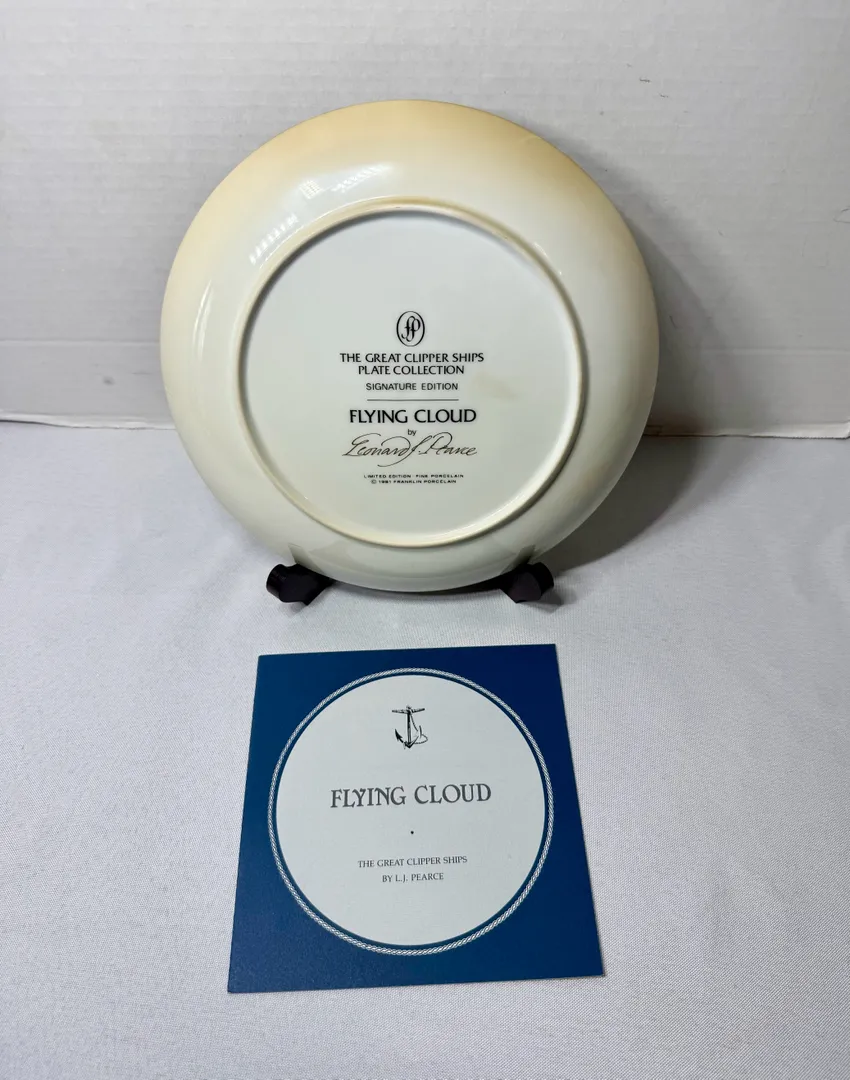 FP
THE GREAT CLIPPER SHIPS
PLATE COLLECTION
SIGNATURE EDITION
FLYING CLOUD
by
Leonard J. Pearce
LIMITED EDITION FINE PORCELAIN
© 1981 FRANKLIN PORCELAIN
FLYING CLOUD
THE GREAT CLIPPER SHIPS
BY L.J. PEARCE